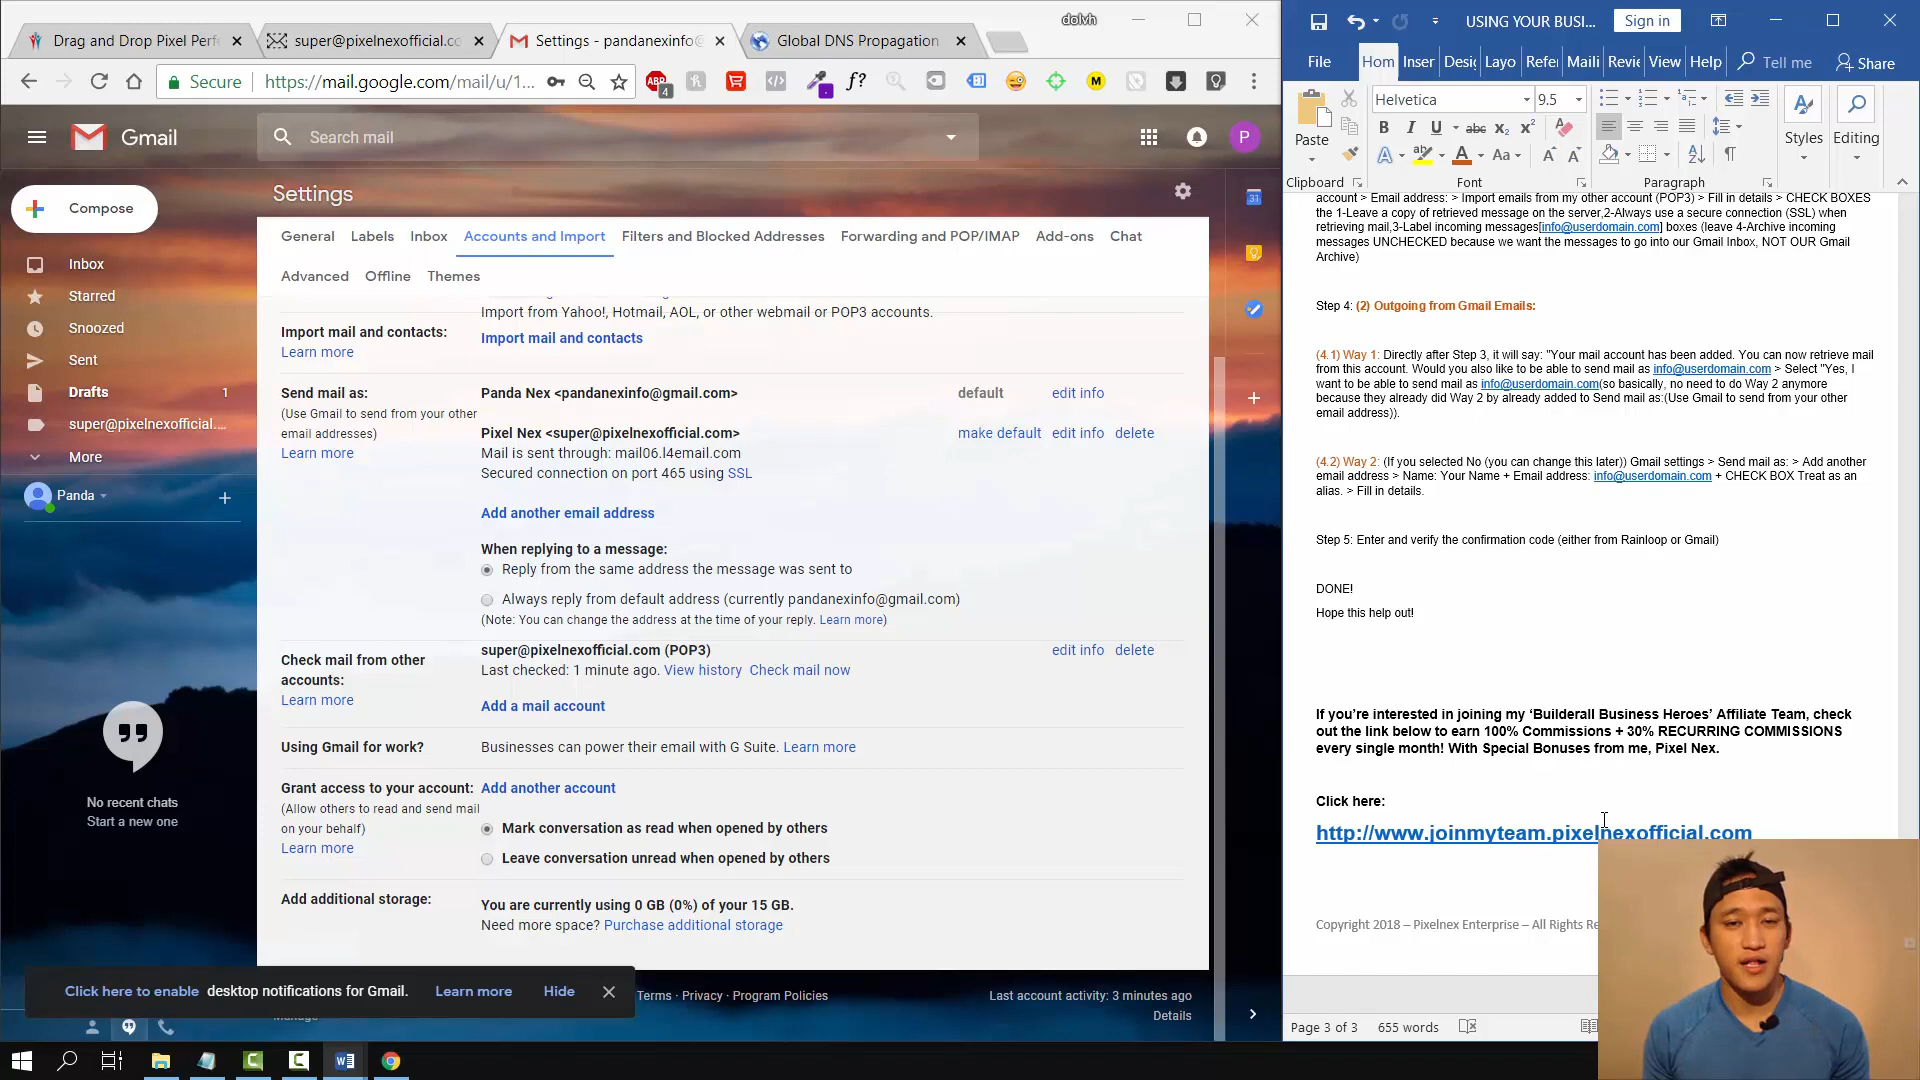 dolvh
Drag and Drop Pixel Perf
super@pixelnexofficial.co
Settings - pandanexinfo@
Global DNS Propagation
Secure
https://mail.google.com/mail/u/1...
ABP
4
f?
M
Gmail
Search mail
P
Compose
Inbox
Starred
Snoozed
Sent
Drafts
1
super@pixelnexofficial....
More
Panda
No recent chats
Start a new one
Settings
General
Labels
Inbox
Accounts and Import
Filters and Blocked Addresses
Forwarding and POP/IMAP
Add-ons
Chat
Advanced
Offline
Themes
31
Import mail and contacts:
Learn more
Import from Yahoo!, Hotmail, AOL, or other webmail or POP3 accounts.
Import mail and contacts
Send mail as:
(Use Gmail to send from your other
email addresses)
Learn more
Panda Nex <pandanexinfo@gmail.com>
default
edit info
Pixel Nex <super@pixelnexofficial.com>
make default
edit info
delete
Mail is sent through: mail06.l4email.com
Secured connection on port 465 using SSL
Add another email address
When replying to a message:
Reply from the same address the message was sent to
Always reply from default address (currently pandanexinfo@gmail.com)
(Note: You can change the address at the time of your reply. Learn more)
Check mail from other
accounts:
Learn more
super@pixelnexofficial.com (POP3)
edit info
delete
Last checked: 1 minute ago. View history Check mail now
Add a mail account
Using Gmail for work?
Businesses can power their email with G Suite. Learn more
Grant access to your account:
(Allow others to read and send mail
on your behalf)
Learn more
Add another account
Mark conversation as read when opened by others
Leave conversation unread when opened by others
Add additional storage:
You are currently using 0 GB (0%) of your 15 GB.
Need more space? Purchase additional storage
Click here to enable desktop notifications for Gmail. Learn more Hide
Manage
Terms · Privacy · Program Policies
Last account activity: 3 minutes ago
Details
USING YOUR BUSI...
Sign in
File
Hom
Inser
Desig
Layo
Refer
Maili
Revie
View
Help
Tell me
Share
Paste
Clipboard
Helvetica
9.5
B
I
U
abc
X₂
X²
A
A
Aa
A
A
Font
Paragraph
Styles
Editing
account > Email address: > Import emails from my other account (POP3) > Fill in details > CHECK BOXES
the 1-Leave a copy of retrieved message on the server,2-Always use a secure connection (SSL) when
retrieving mail,3-Label incoming messages[info@userdomain.com] boxes (leave 4-Archive incoming
messages UNCHECKED because we want the messages to go into our Gmail Inbox, NOT OUR Gmail
Archive)
Step 4: (2) Outgoing from Gmail Emails:
(4.1) Way 1: Directly after Step 3, it will say: "Your mail account has been added. You can now retrieve mail
from this account. Would you also like to be able to send mail as info@userdomain.com > Select "Yes, I
want to be able to send mail as info@userdomain.com(so basically, no need to do Way 2 anymore
because they already did Way 2 by already added to Send mail as:(Use Gmail to send from your other
email address)).
(4.2) Way 2: (If you selected No (you can change this later)) Gmail settings > Send mail as: > Add another
email address > Name: Your Name + Email address: info@userdomain.com + CHECK BOX Treat as an
alias. > Fill in details.
Step 5: Enter and verify the confirmation code (either from Rainloop or Gmail)
DONE!
Hope this help out!
If you're interested in joining my ‘Builderall Business Heroes’ Affiliate Team, check
out the link below to earn 100% Commissions + 30% RECURRING COMMISSIONS
every single month! With Special Bonuses from me, Pixel Nex.
Click here:
http://www.joinmyteam.pixelnexofficial.com
Copyright 2018 – Pixelnex Enterprise – All Rights Re
Page 3 of 3
655 words